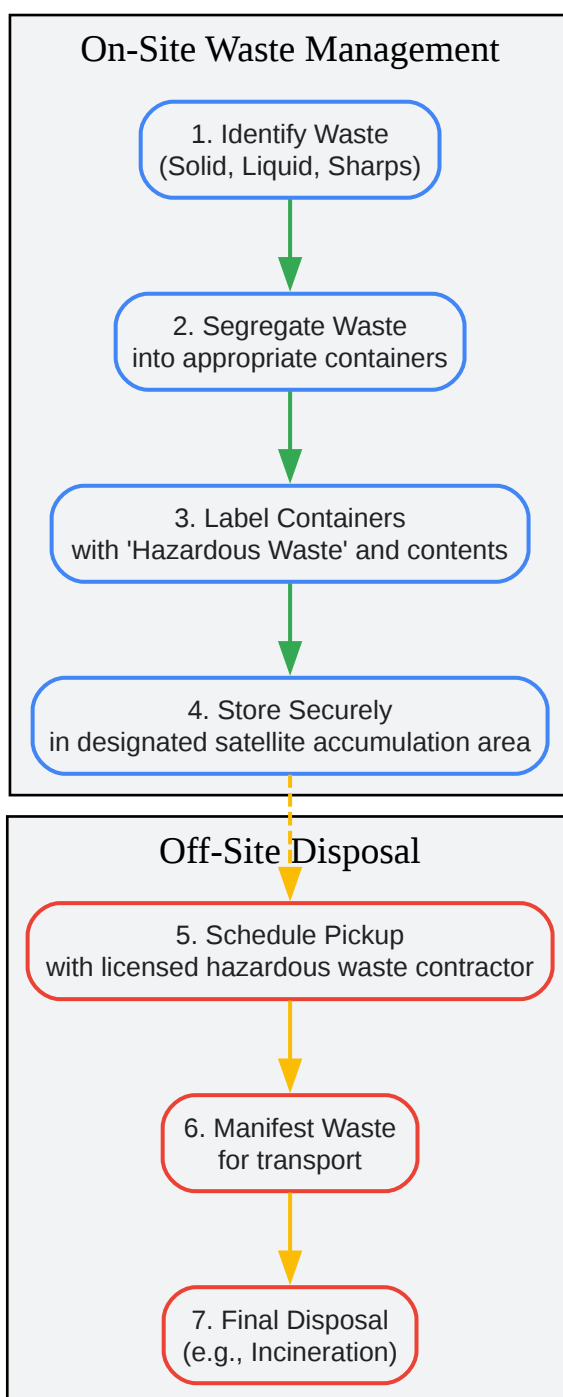 On-Site Waste Management
1. Identify Waste
(Solid, Liquid, Sharps)
2. Segregate Waste
into appropriate containers
3. Label Containers
with 'Hazardous Waste' and contents
4. Store Securely
in designated satellite accumulation area
Off-Site Disposal
5. Schedule Pickup
with licensed hazardous waste contractor
6. Manifest Waste
for transport
7. Final Disposal
(e.g., Incineration)